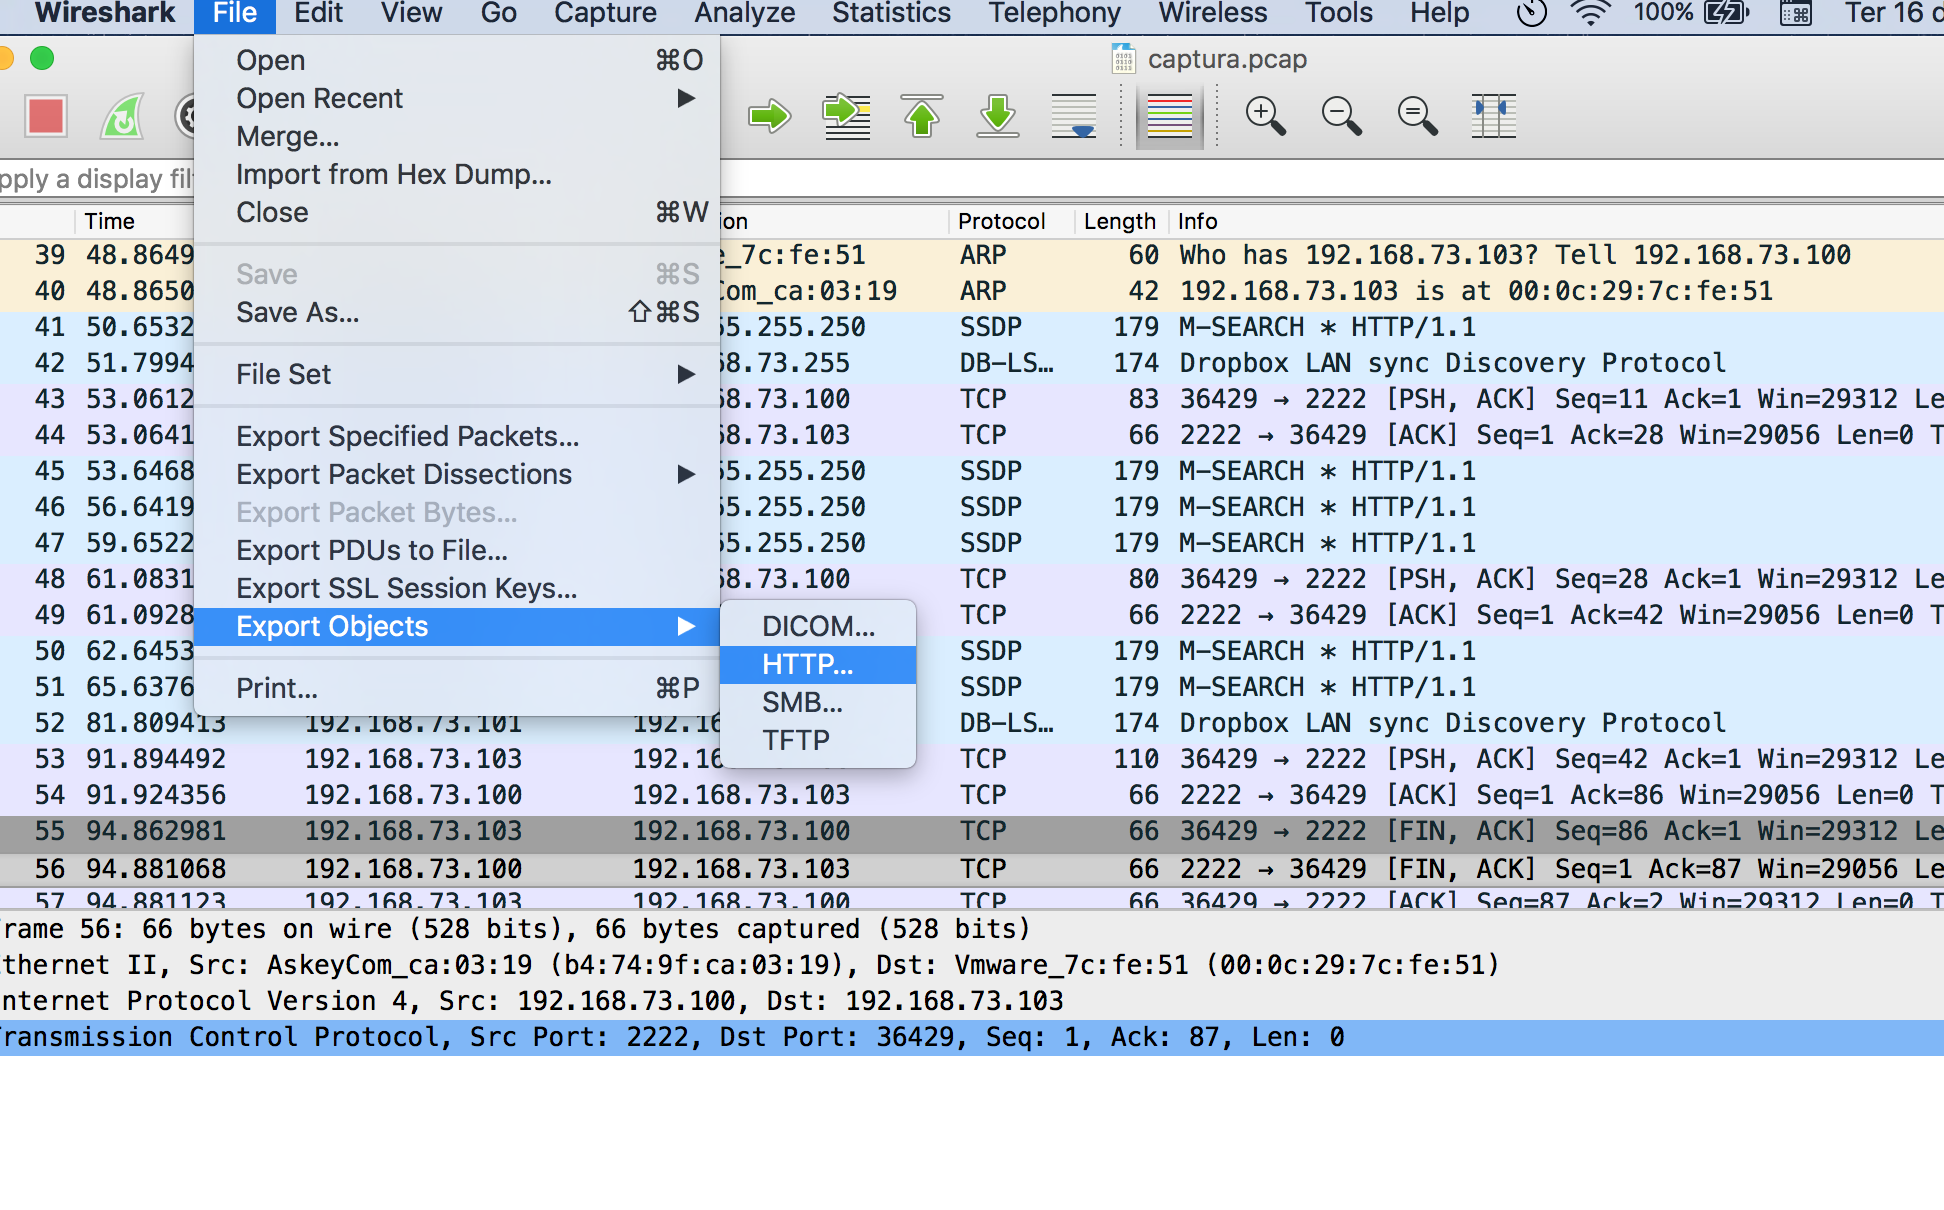 Wireshark File Edit View Go Capture Analyze Statistics Telephony Wireless Tools Help 100% Ter 16 d
captura.pcap
Open ⌘O
Open Recent ▶
Merge...
Import from Hex Dump...
Close ⌘W
Save ⌘S
Save As... ⇧⌘S
File Set ▶
Export Specified Packets...
Export Packet Dissections ▶
Export Packet Bytes...
Export PDUs to File...
Export SSL Session Keys...
Export Objects ▶
Print... ⌘P
DICOM...
HTTP...
SMB...
TFTP
pply a display filt
Time ion Protocol Length Info
39 48.8649 e_7c:fe:51 ARP 60 Who has 192.168.73.103? Tell 192.168.73.100
40 48.8650 Com_ca:03:19 ARP 42 192.168.73.103 is at 00:0c:29:7c:fe:51
41 50.6532 55.255.250 SSDP 179 M-SEARCH * HTTP/1.1
42 51.7994 68.73.255 DB-LS… 174 Dropbox LAN sync Discovery Protocol
43 53.0612 68.73.100 TCP 83 36429 → 2222 [PSH, ACK] Seq=11 Ack=1 Win=29312 Le
44 53.0641 68.73.103 TCP 66 2222 → 36429 [ACK] Seq=1 Ack=28 Win=29056 Len=0 T
45 53.6468 55.255.250 SSDP 179 M-SEARCH * HTTP/1.1
46 56.6419 55.255.250 SSDP 179 M-SEARCH * HTTP/1.1
47 59.6522 55.255.250 SSDP 179 M-SEARCH * HTTP/1.1
48 61.0831 68.73.100 TCP 80 36429 → 2222 [PSH, ACK] Seq=28 Ack=1 Win=29312 Le
49 61.0928 TCP 66 2222 → 36429 [ACK] Seq=1 Ack=42 Win=29056 Len=0 T
50 62.6453 SSDP 179 M-SEARCH * HTTP/1.1
51 65.6376 SSDP 179 M-SEARCH * HTTP/1.1
52 81.809413 192.168.73.101 192.16 DB-LS… 174 Dropbox LAN sync Discovery Protocol
53 91.894492 192.168.73.103 192.16 TCP 110 36429 → 2222 [PSH, ACK] Seq=42 Ack=1 Win=29312 Le
54 91.924356 192.168.73.100 192.168.73.103 TCP 66 2222 → 36429 [ACK] Seq=1 Ack=86 Win=29056 Len=0 T
55 94.862981 192.168.73.103 192.168.73.100 TCP 66 36429 → 2222 [FIN, ACK] Seq=86 Ack=1 Win=29312 Le
56 94.881068 192.168.73.100 192.168.73.103 TCP 66 2222 → 36429 [FIN, ACK] Seq=1 Ack=87 Win=29056 Le
57 94.881123 192.168.73.103 192.168.73.100 TCP 66 36429 → 2222 [ACK] Seq=87 Ack=2 Win=29312 Len=0 T
rame 56: 66 bytes on wire (528 bits), 66 bytes captured (528 bits)
thernet II, Src: AskeyCom_ca:03:19 (b4:74:9f:ca:03:19), Dst: Vmware_7c:fe:51 (00:0c:29:7c:fe:51)
nternet Protocol Version 4, Src: 192.168.73.100, Dst: 192.168.73.103
ransmission Control Protocol, Src Port: 2222, Dst Port: 36429, Seq: 1, Ack: 87, Len: 0